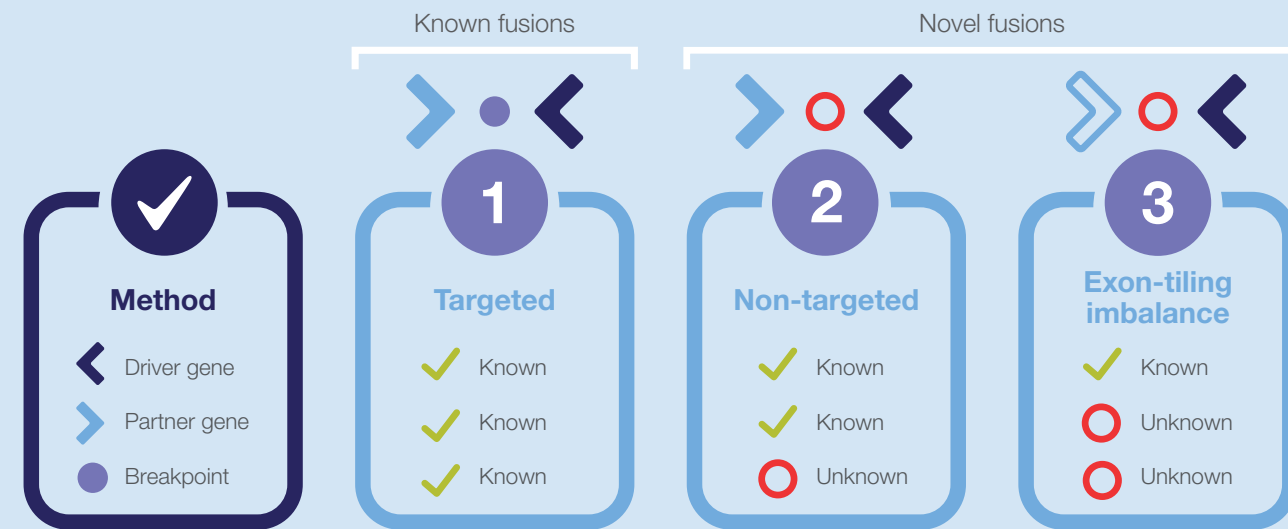 Known fusions
Novel fusions
1
2
3
Method
Driver gene
Partner gene
Breakpoint
Targeted
Known
Known
Known
Non-targeted
Known
Known
Unknown
Exon-tiling
imbalance
Known
Unknown
Unknown